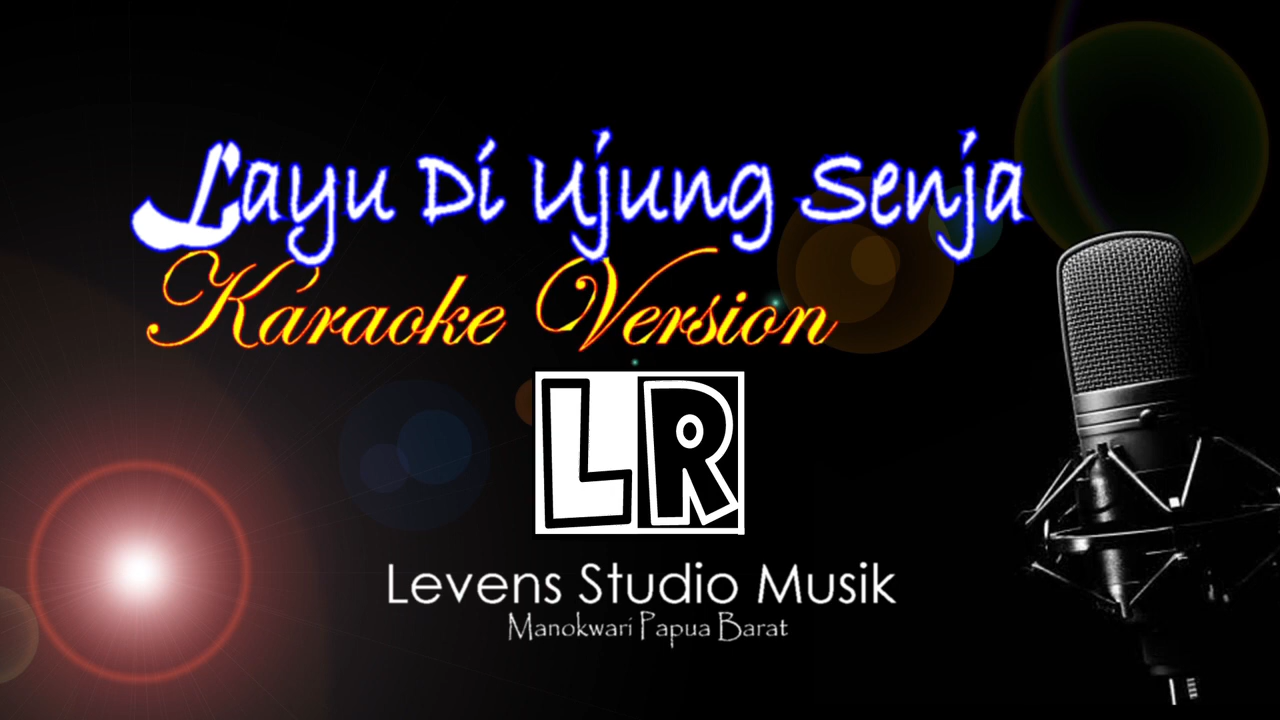 Layu Di Ujung Senja
Karaoke Version
LR
Levens Studio Musik
Manokwari Papua Barat